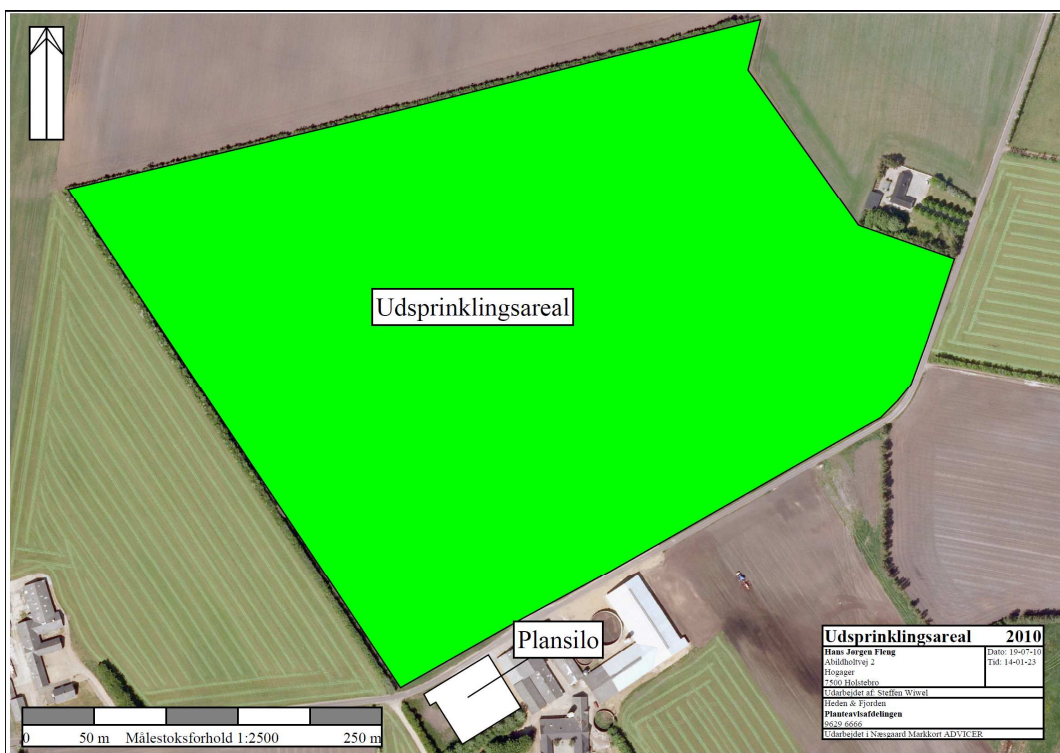 Udsprinklingsareal
Plansilo
0 50 m Målestoksforhold 1:2500 250 m
Udsprinklingsareal 2010
Hans Jørgen Fleng Dato: 19-07-10
Abildholtvej 2 Tid: 14-01-23
Hogager
7500 Holstebro
Udarbejdet af: Steffen Wiwel
Heden & Fjorden
Planteavlsafdelingen
9629 6666
Udarbejdet i Næsgaard Markkort ADVICER